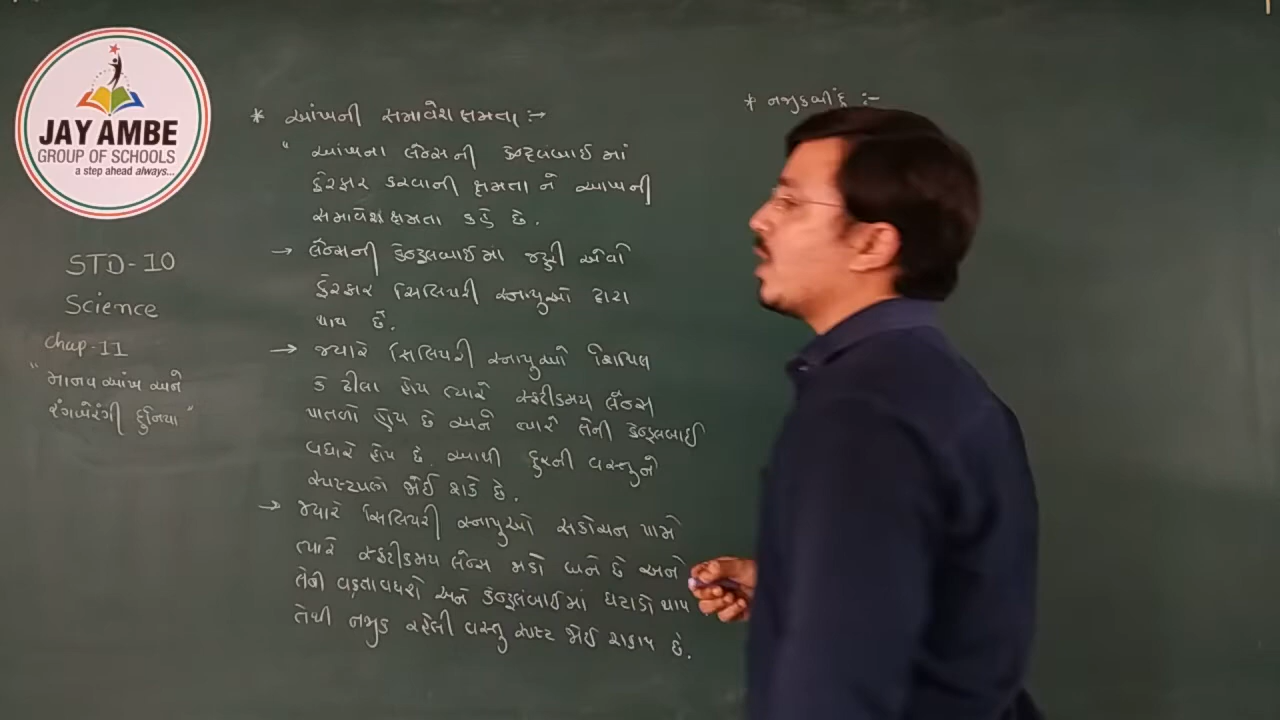 JAY AMBE
GROUP OF SCHOOLS
a step ahead always...
STD-10
Science
Chap-11
"માનવ આંખ અને
રંગબેરંગી દુનિયા"
* આંખની સમાવેશ ક્ષમતા :→
" આંખના લેન્સની કેન્દ્રલંબાઈ માં
ફેરફાર કરવાની ક્ષમતા ને આંખની
સમાવેશ ક્ષમતા કહે છે.
→ લેન્સની કેન્દ્રલંબાઈ માં જરૂરી એવો
ફેરફાર સિલિયરી સ્નાયુઓ દ્વારા
થાય છે.
→ જ્યારે સિલિયરી સ્નાયુઓ શિથિલ
કે ઢીલા હોય ત્યારે સ્ફટીકમય લેન્સ
પાતળો હોય છે અને ત્યારે તેની કેન્દ્રલંબાઈ
વધારે હોય છે. આથી દુરની વસ્તુને
સ્પષ્ટપણે જોઈ શકે છે.
→ જ્યારે સિલિયરી સ્નાયુઓ સંકોચન પામે
ત્યારે સ્ફટીકમય લેન્સ જાડો બને છે અને
તેની વક્રતા વધશે અને કેન્દ્રલંબાઈ માં ઘટાડો થાય
તેથી નજીક રહેલી વસ્તુ સ્પષ્ટ જોઈ શકાય છે.
* નજીકબીંદુ :-